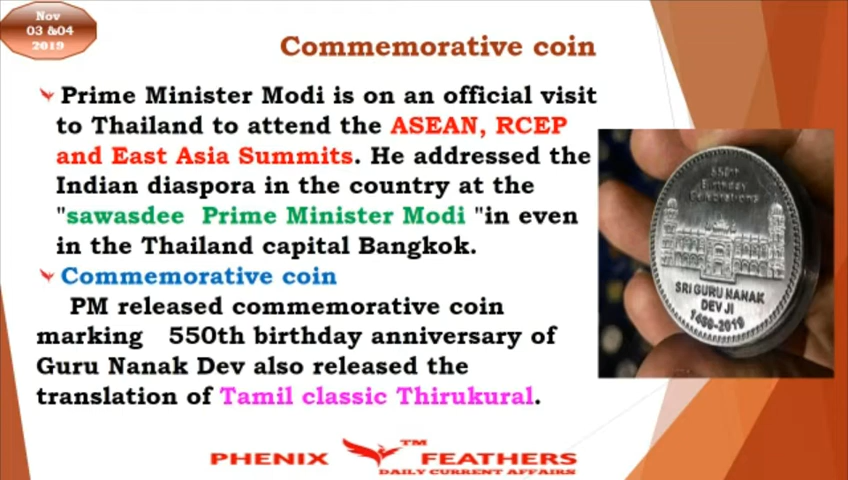 Nov
03 &04
2019
Commemorative coin
Prime Minister Modi is on an official visit
to Thailand to attend the ASEAN, RCEP
and East Asia Summits. He addressed the
Indian diaspora in the country at the
"sawasdee Prime Minister Modi "in even
in the Thailand capital Bangkok.
Commemorative coin
PM released commemorative coin
marking 550th birthday anniversary of
Guru Nanak Dev also released the
translation of Tamil classic Thirukural.
550th
Birthday
Celebrations
SRI GURU NANAK
DEV JI
1469-2019
PHENIX FEATHERS TM
DAILY CURRENT AFFAIRS